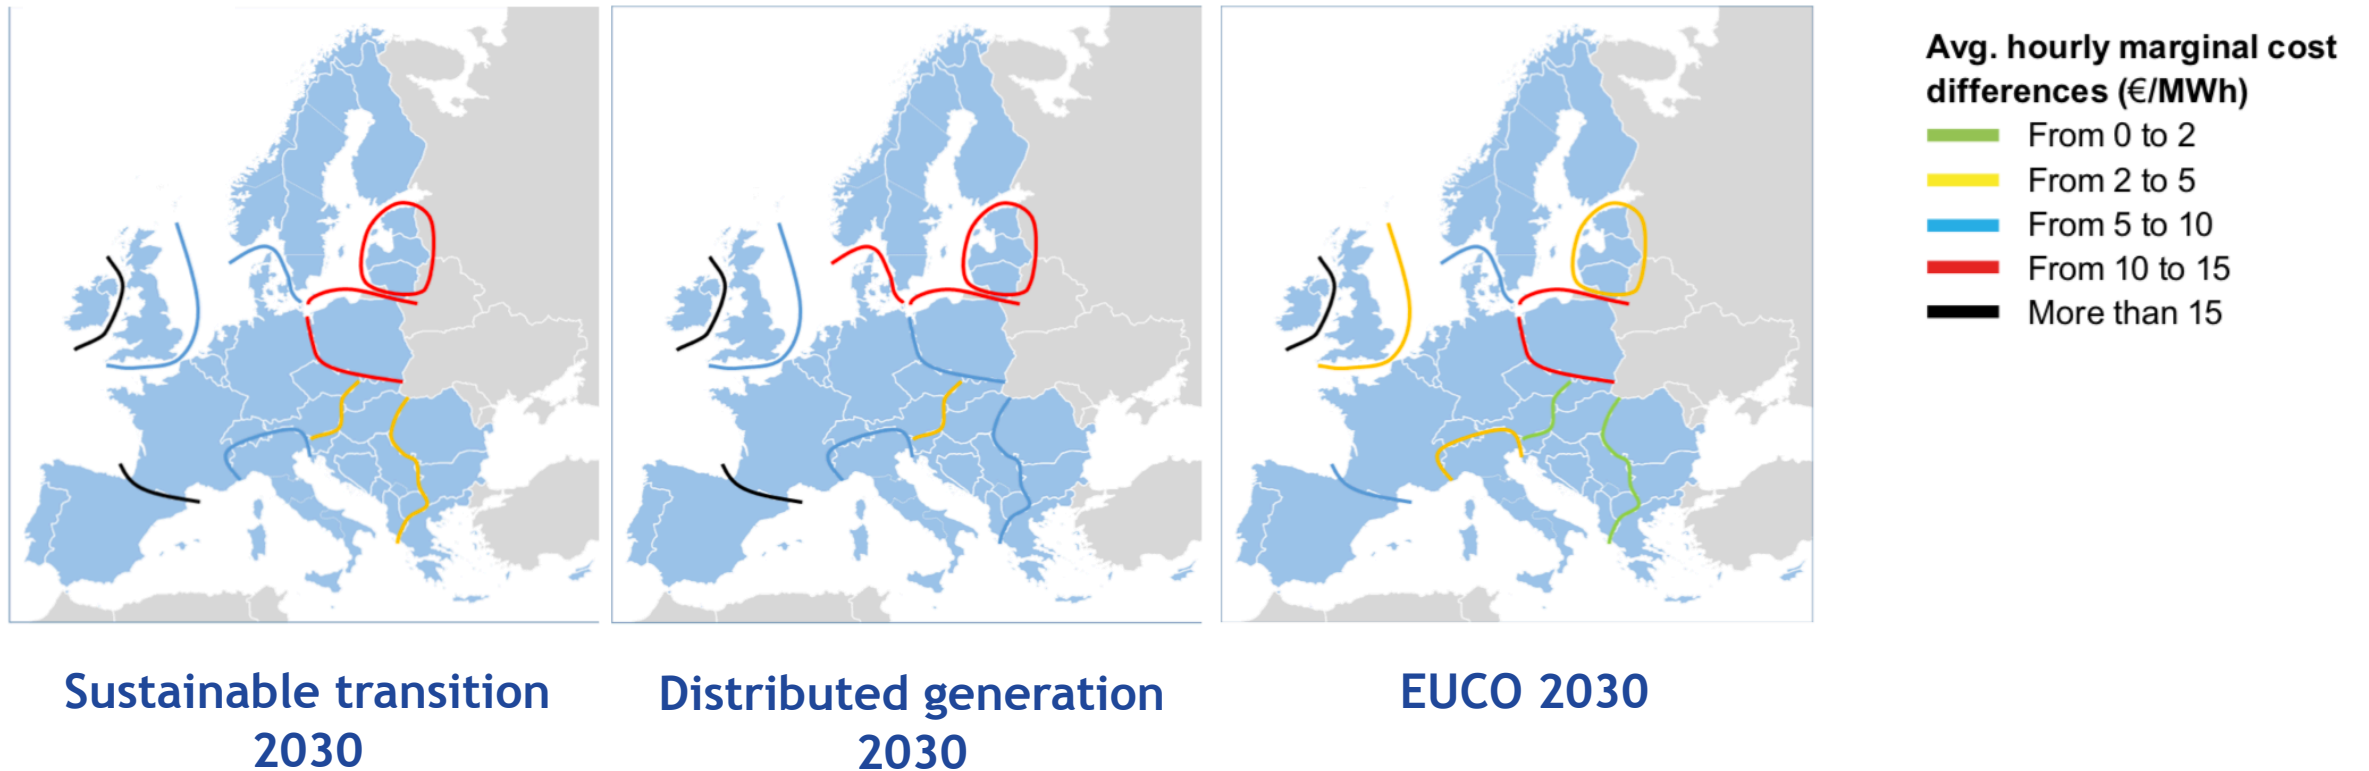 Avg. hourly marginal cost
differences (€/MWh)
From 0 to 2
From 2 to 5
From 5 to 10
From 10 to 15
More than 15
Sustainable transition
2030
Distributed generation
2030
EUCO 2030